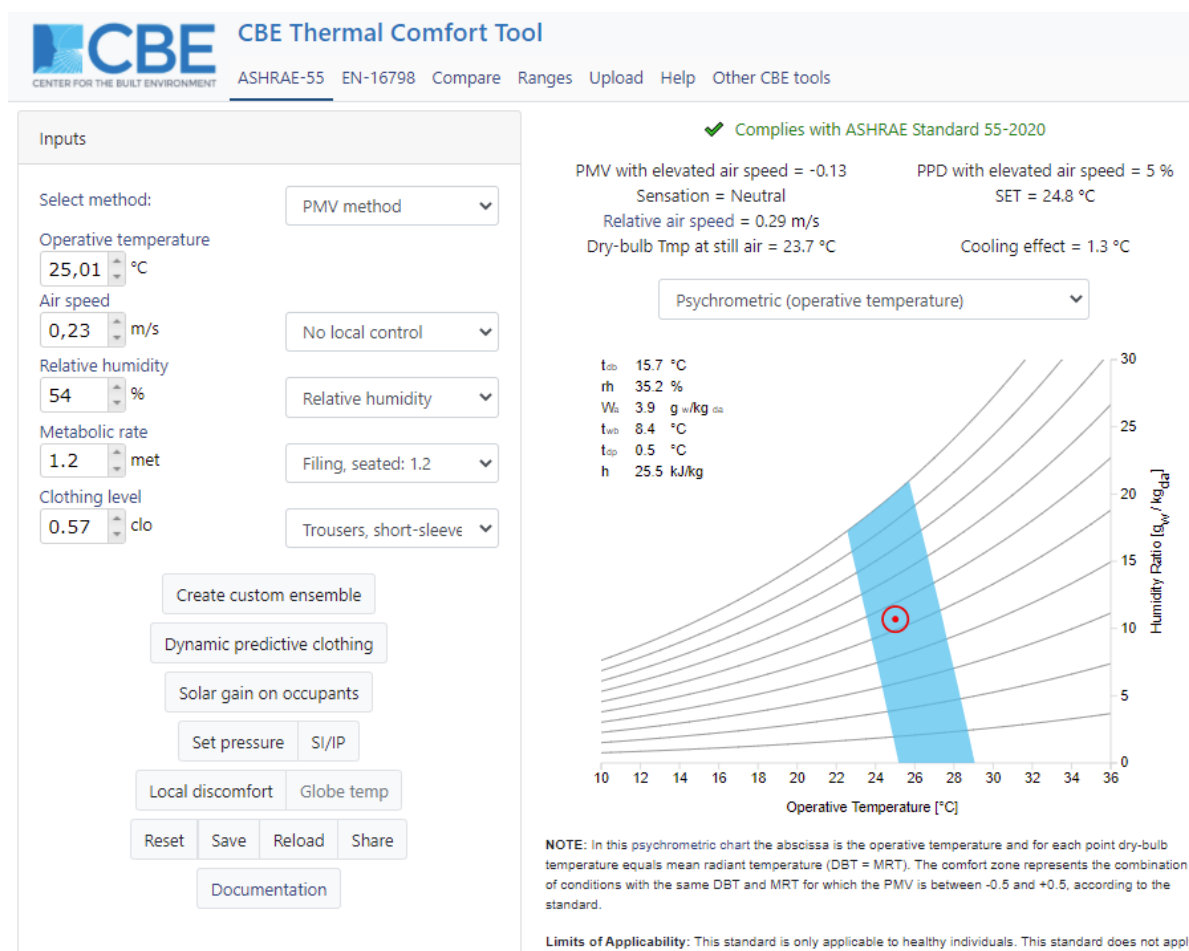 CBE
CENTER FOR THE BUILT ENVIRONMENT
CBE Thermal Comfort Tool
ASHRAE-55 EN-16798 Compare Ranges Upload Help Other CBE tools
Inputs
Select method:
PMV method
Operative temperature
25,01 °C
Air speed
0,23 m/s
No local control
Relative humidity
54 %
Relative humidity
Metabolic rate
1.2 met
Filing, seated: 1.2
Clothing level
0.57 clo
Trousers, short-sleeve
Create custom ensemble
Dynamic predictive clothing
Solar gain on occupants
Set pressure SI/IP
Local discomfort Globe temp
Reset Save Reload Share
Documentation
Complies with ASHRAE Standard 55-2020
PMV with elevated air speed = -0.13 PPD with elevated air speed = 5 %
Sensation = Neutral SET = 24.8 °C
Relative air speed = 0.29 m/s
Dry-bulb Tmp at still air = 23.7 °C Cooling effect = 1.3 °C
Psychrometric (operative temperature)
tdb 15.7 °C
rh 35.2 %
Wa 3.9 g w/kg da
twb 8.4 °C
tdp 0.5 °C
h 25.5 kJ/kg
30
25
20
15
10
5
0
Humidity Ratio [gw / kgda]
10 12 14 16 18 20 22 24 26 28 30 32 34 36
Operative Temperature [°C]
NOTE: In this psychrometric chart the abscissa is the operative temperature and for each point dry-bulb
temperature equals mean radiant temperature (DBT = MRT). The comfort zone represents the combination
of conditions with the same DBT and MRT for which the PMV is between -0.5 and +0.5, according to the
standard.
Limits of Applicability: This standard is only applicable to healthy individuals. This standard does not appl